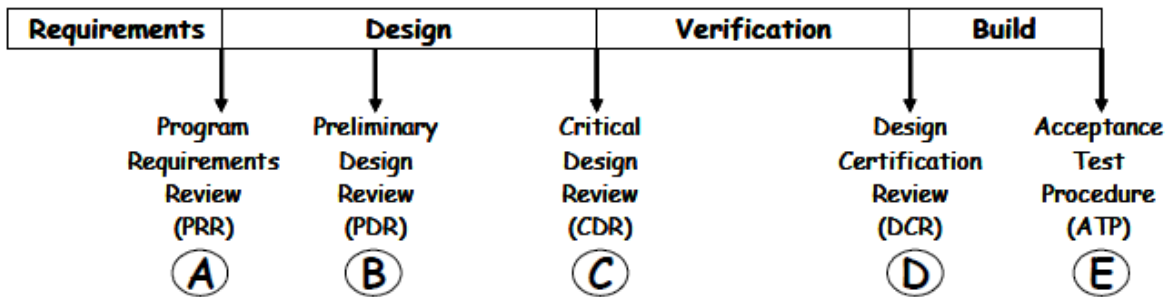 Requirements Design Verification Build
Program Preliminary Critical Design Acceptance
Requirements Design Design Certification Test
Review Review Review Review Procedure
(PRR) (PDR) (CDR) (DCR) (ATP)
A B C D E